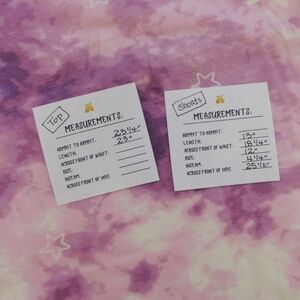 Top
MEASUREMENTS:
ARMPIT TO ARMPIT: 23 1/4"
LENGTH: 23"
ACROSS FRONT OF WAIST:
RISE:
INSEAM:
ACROSS FRONT OF HIPS:
Shorts
MEASUREMENTS:
ARMPIT TO ARMPIT:
LENGTH: 13"
ACROSS FRONT OF WAIST: 18 1/4"
RISE: 12"
INSEAM: 4 1/4"
ACROSS FRONT OF HIPS: 25 1/2"